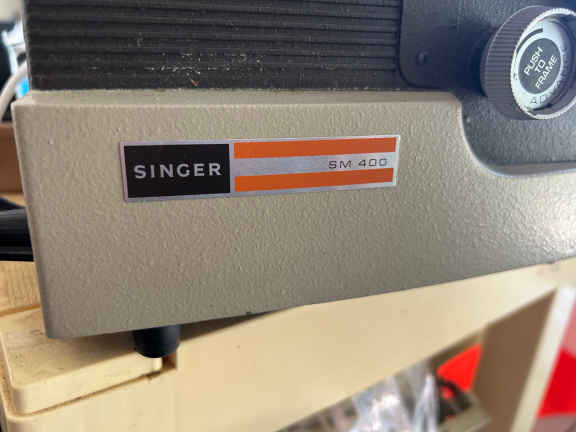 PUSH
TO
FRAME
SINGER
SM 400